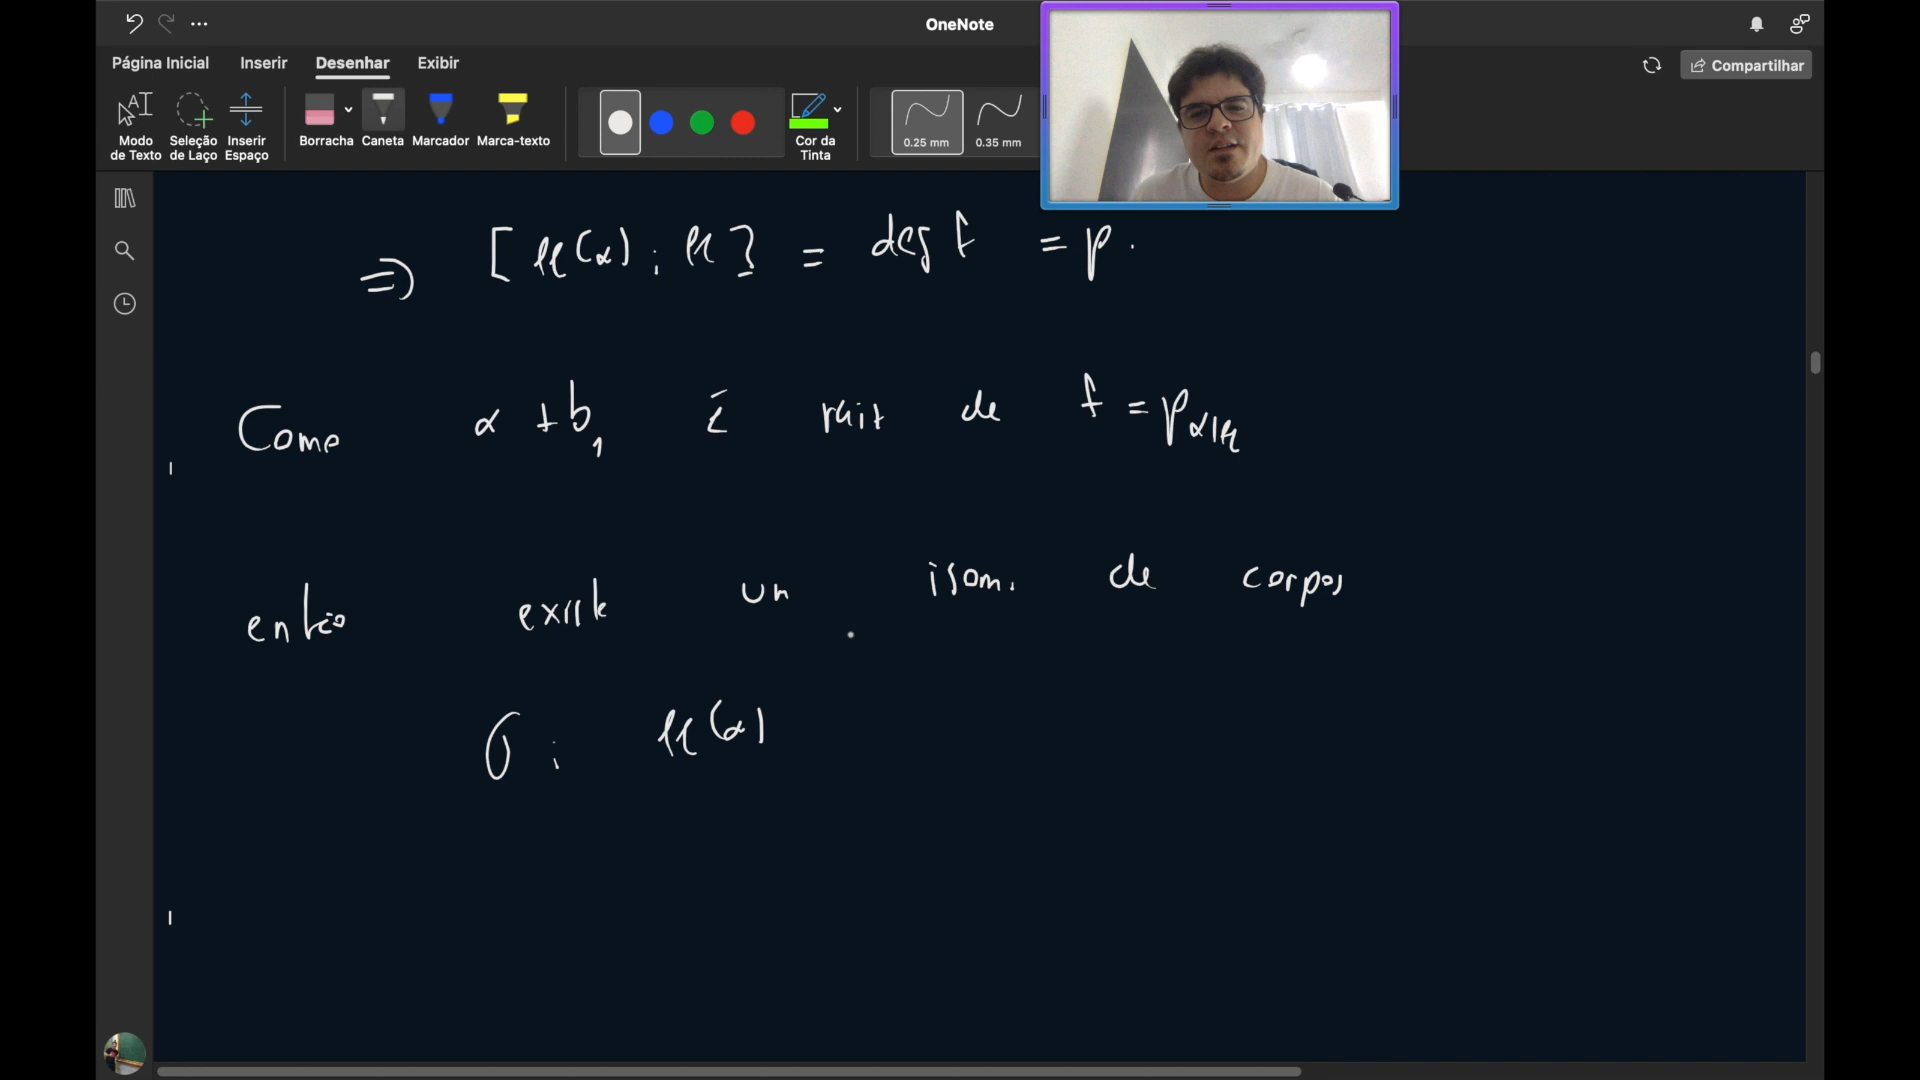 OneNote
Página Inicial Inserir Desenhar Exibir Compartilhar
Modo de Texto
Seleção de Laço
Inserir Espaço
Borracha Caneta Marcador Marca-texto
Cor da Tinta
0.25 mm 0.35 mm
=> [K(α) : K] = deg f = p.
Como α + b₁ é raiz de f = p_{α|K}
então existe um isom. de corpos
σ : K(α)